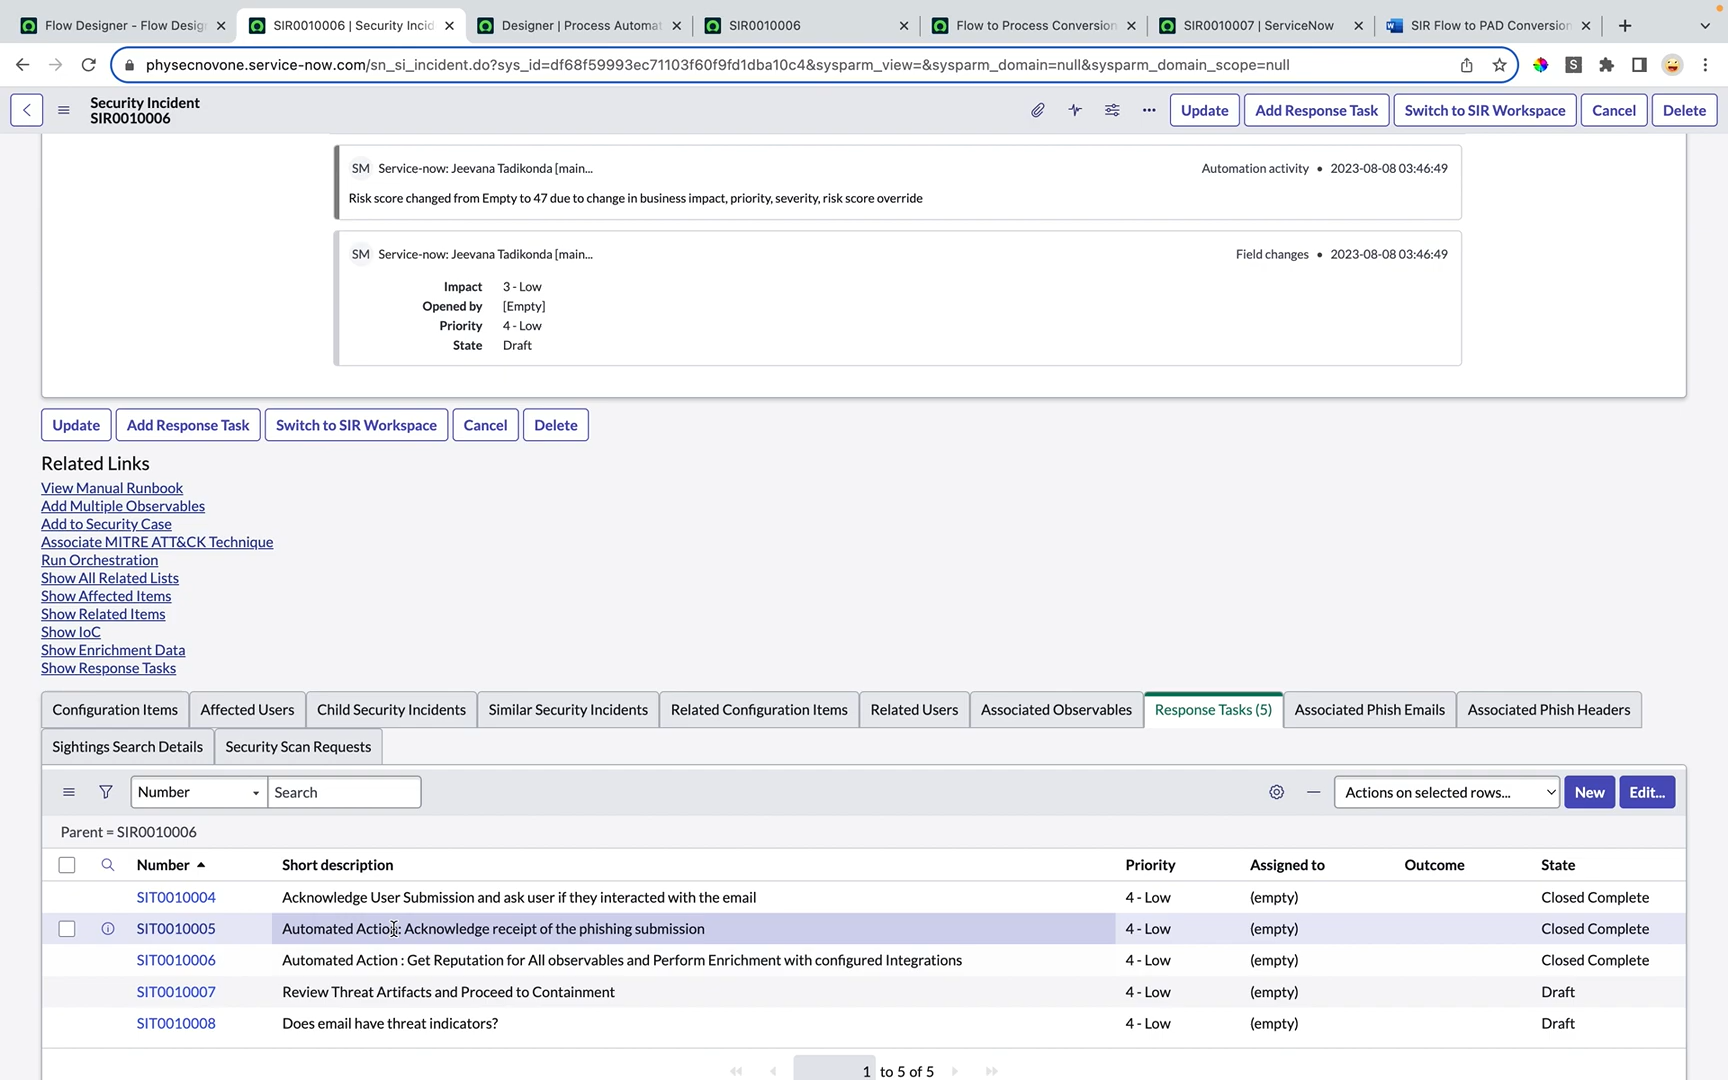 Flow Designer - Flow Desig
SIR0010006 | Security Incid
Designer | Process Automat
SIR0010006
Flow to Process Conversion
SIR0010007 | ServiceNow
SIR Flow to PAD Conversion
physecnovone.service-now.com/sn_si_incident.do?sys_id=df68f59993ec71103f60f9fd1dba10c4&sysparm_view=&sysparm_domain=null&sysparm_domain_scope=null
S
Security Incident
SIR0010006
Update
Add Response Task
Switch to SIR Workspace
Cancel
Delete
SM Service-now: Jeevana Tadikonda [main... Automation activity • 2023-08-08 03:46:49
Risk score changed from Empty to 47 due to change in business impact, priority, severity, risk score override
SM Service-now: Jeevana Tadikonda [main... Field changes • 2023-08-08 03:46:49
Impact 3 - Low
Opened by [Empty]
Priority 4 - Low
State Draft
Update Add Response Task Switch to SIR Workspace Cancel Delete
Related Links
View Manual Runbook
Add Multiple Observables
Add to Security Case
Associate MITRE ATT&CK Technique
Run Orchestration
Show All Related Lists
Show Affected Items
Show Related Items
Show IoC
Show Enrichment Data
Show Response Tasks
Configuration Items Affected Users Child Security Incidents Similar Security Incidents Related Configuration Items Related Users Associated Observables Response Tasks (5) Associated Phish Emails Associated Phish Headers
Sightings Search Details Security Scan Requests
Number Search Actions on selected rows... New Edit...
Parent = SIR0010006
Number Short description Priority Assigned to Outcome State
SIT0010004 Acknowledge User Submission and ask user if they interacted with the email 4 - Low (empty) Closed Complete
SIT0010005 Automated Action: Acknowledge receipt of the phishing submission 4 - Low (empty) Closed Complete
SIT0010006 Automated Action : Get Reputation for All observables and Perform Enrichment with configured Integrations 4 - Low (empty) Closed Complete
SIT0010007 Review Threat Artifacts and Proceed to Containment 4 - Low (empty) Draft
SIT0010008 Does email have threat indicators? 4 - Low (empty) Draft
1 to 5 of 5